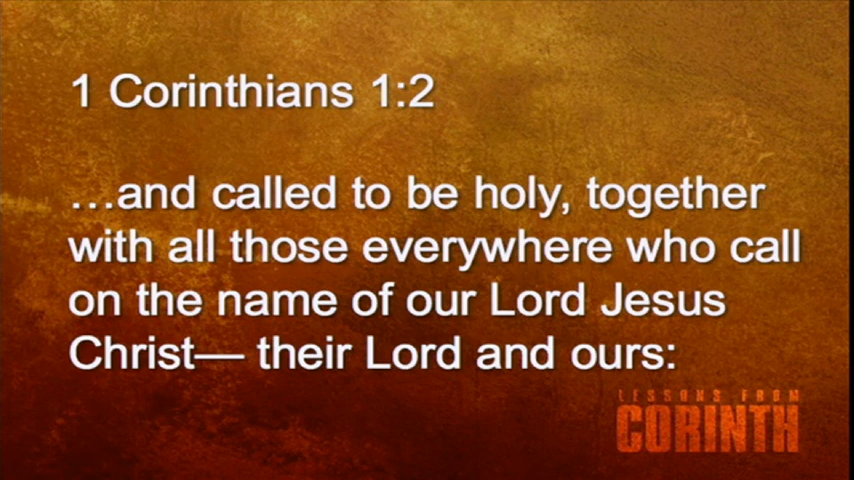 1 Corinthians 1:2
…and called to be holy, together
with all those everywhere who call
on the name of our Lord Jesus
Christ— their Lord and ours:
LESSONS FROM
CORINTH